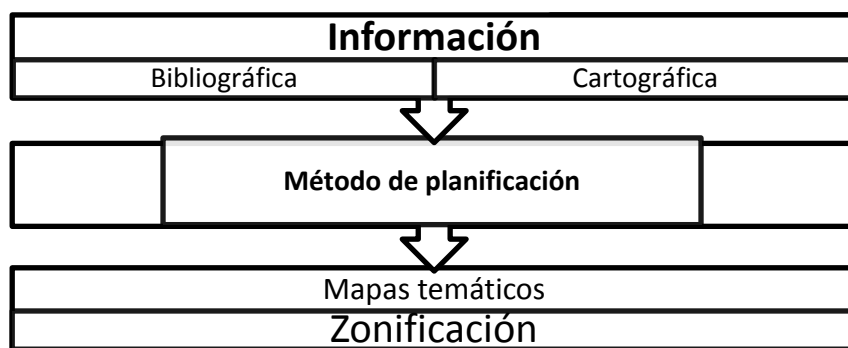 Información
Bibliográfica Cartográfica
Método de planificación
Mapas temáticos
Zonificación